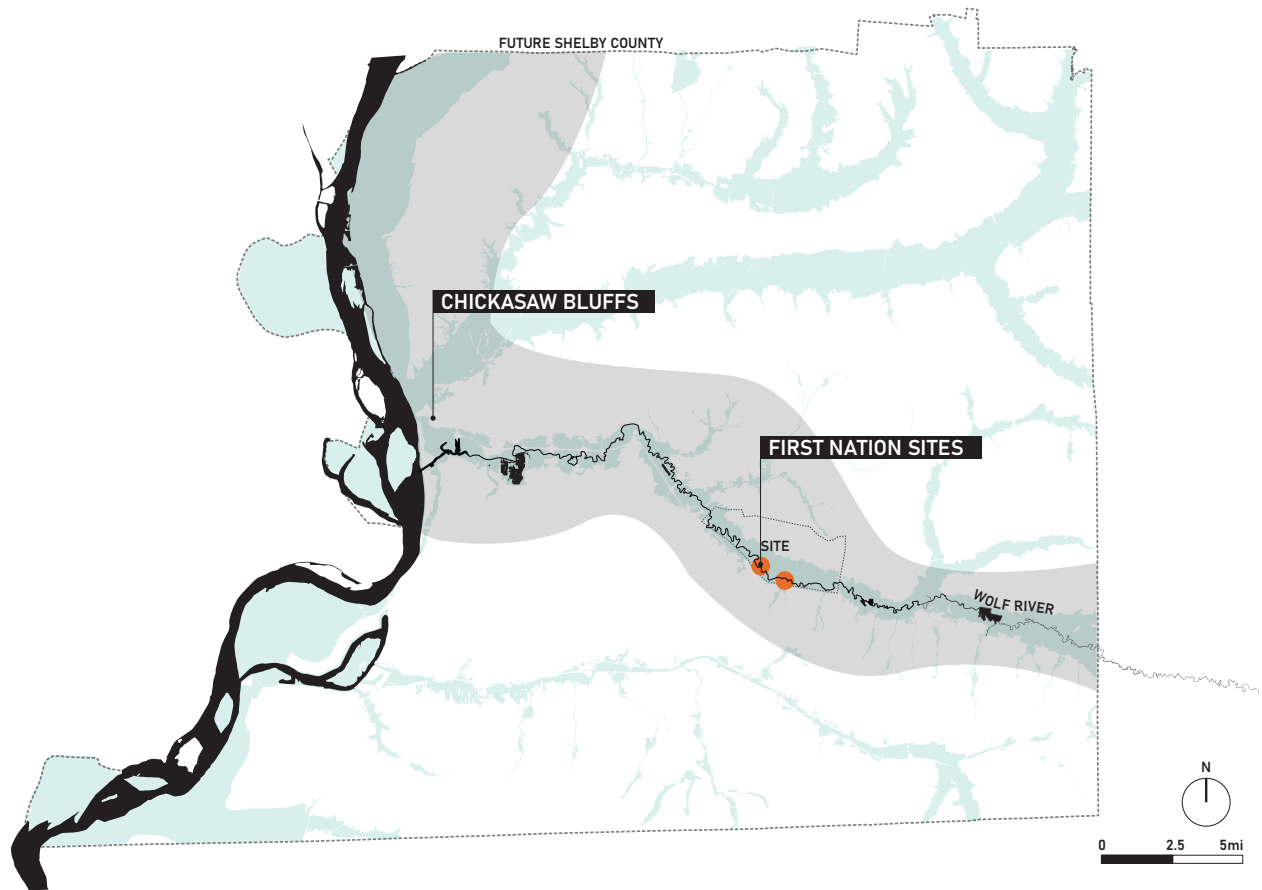 FUTURE SHELBY COUNTY
CHICKASAW BLUFFS
FIRST NATION SITES
SITE
WOLF RIVER
N
0 2.5 5mi